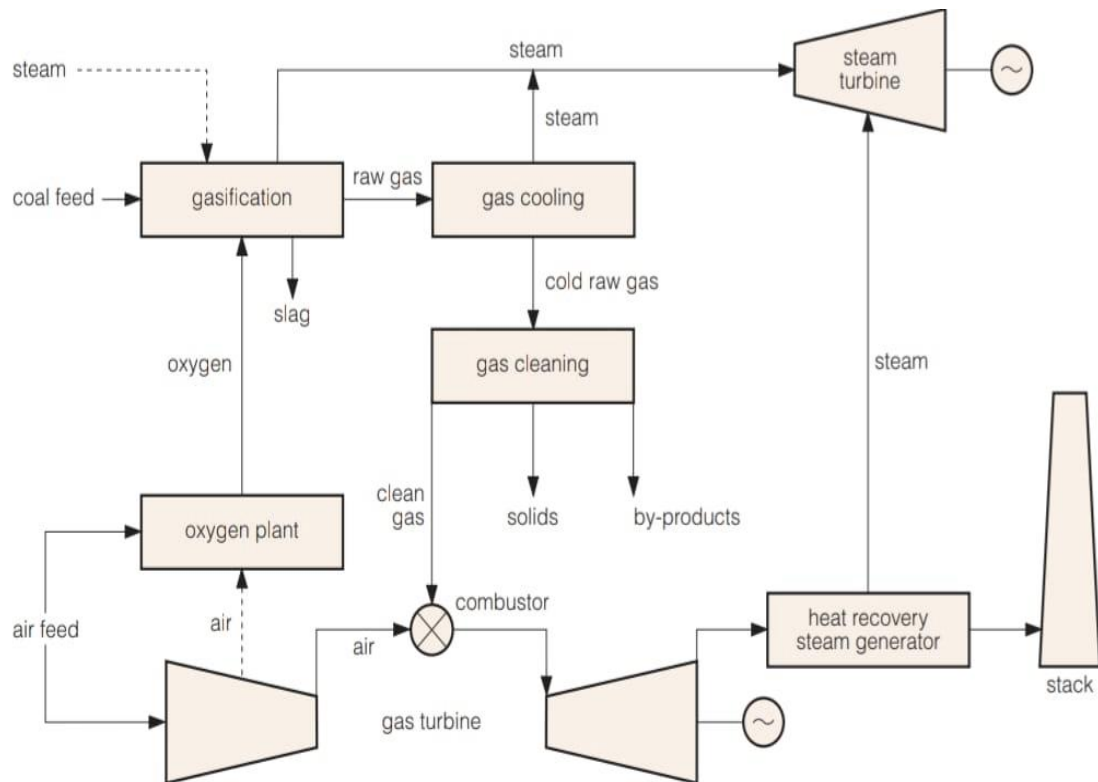 steam
steam
steam
turbine
~
steam
coal feed
gasification
raw gas
gas cooling
slag
cold raw gas
oxygen
gas cleaning
steam
clean
gas
solids
by-products
oxygen plant
air feed
air
air
combustor
heat recovery
steam generator
gas turbine
~
stack